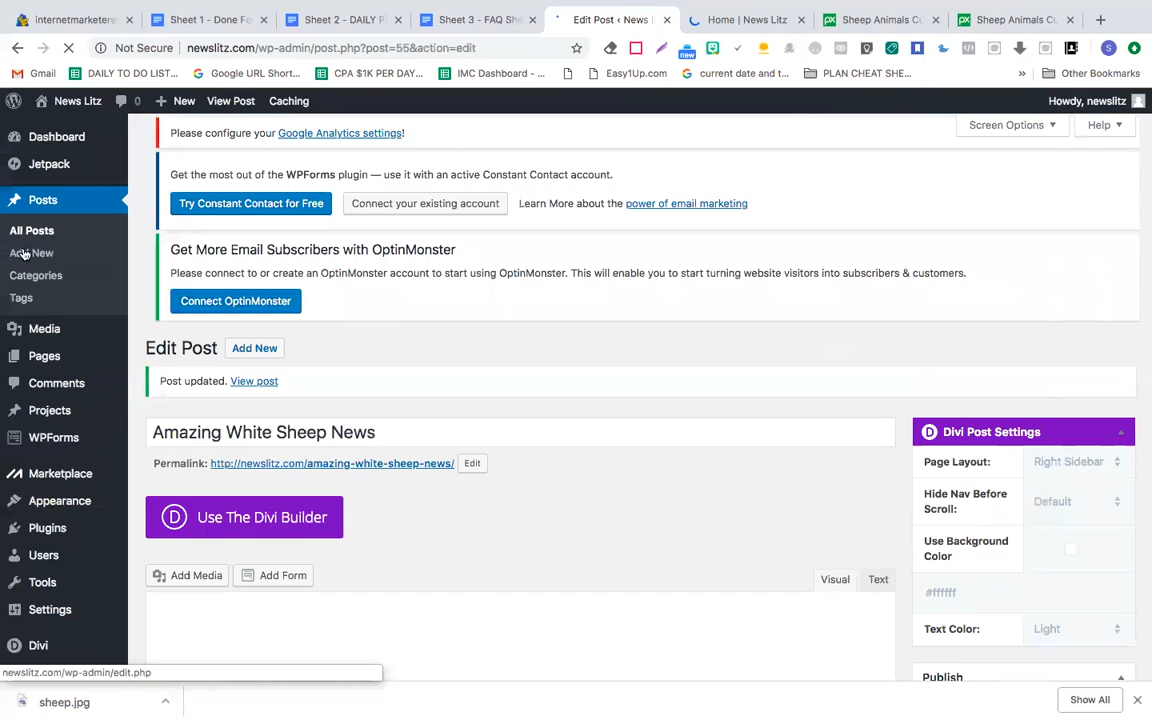 internetmarketere
Sheet 1 - Done Fo
Sheet 2 - DAILY P
Sheet 3 - FAQ She
Edit Post ‹ News
Home | News Litz
Sheep Animals Cu
Sheep Animals Cu
Not Secure
newslitz.com/wp-admin/post.php?post=55&action=edit
new
S
Gmail
DAILY TO DO LIST...
Google URL Short...
CPA $1K PER DAY...
IMC Dashboard - ...
Easy1Up.com
current date and t...
PLAN CHEAT SHE...
»
Other Bookmarks
News Litz
0
New
View Post
Caching
Howdy, newslitz
Dashboard
Jetpack
Posts
All Posts
Add New
Categories
Tags
Media
Pages
Comments
Projects
WPForms
Marketplace
Appearance
Plugins
Users
Tools
Settings
Divi
Please configure your Google Analytics settings!
Screen Options
Help
Get the most out of the WPForms plugin — use it with an active Constant Contact account.
Try Constant Contact for Free
Connect your existing account
Learn More about the power of email marketing
Get More Email Subscribers with OptinMonster
Please connect to or create an OptinMonster account to start using OptinMonster. This will enable you to start turning website visitors into subscribers & customers.
Connect OptinMonster
Edit Post
Add New
Post updated. View post
Amazing White Sheep News
Permalink: http://newslitz.com/amazing-white-sheep-news/
Edit
D
Use The Divi Builder
Add Media
Add Form
Visual
Text
D
Divi Post Settings
Page Layout:
Right Sidebar
Hide Nav Before
Scroll:
Default
Use Background
Color
#ffffff
Text Color:
Light
Publish
newslitz.com/wp-admin/edit.php
sheep.jpg
Show All